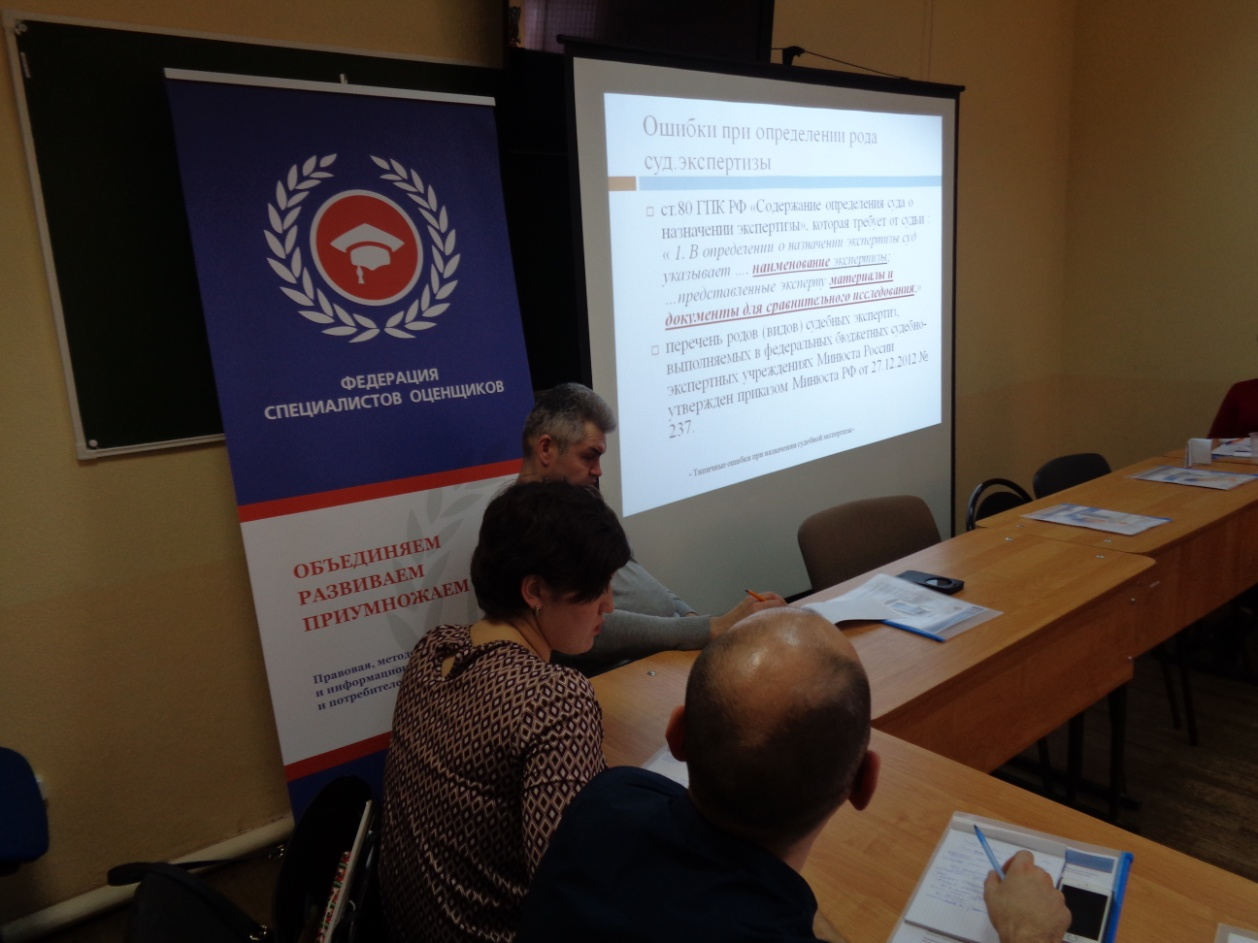 ФЕДЕРАЦИЯ
СПЕЦИАЛИСТОВ ОЦЕНЩИКОВ
ОБЪЕДИНЯЕМ
РАЗВИВАЕМ
ПРИУМНОЖАЕМ
Правовая,
и
и
Ошибки при определении рода
суд.экспертизы
ст.80 ГПК РФ «Содержание определения суда о
назначении экспертизы», которая требует от судьи
« 1. В определении о назначении экспертизы суд
указывает … наименование экспертизы;
…представленные эксперту материалы и
документы для сравнительного исследования;»
перечень родов (видов) судебных экспертиз,
выполняемых в федеральных бюджетных судебно-
экспертных учреждениях Минюста России
утвержден приказом Минюста РФ от 27.12.2012 №
237.
- Типичные ошибки при назначении судебной экспертизы-